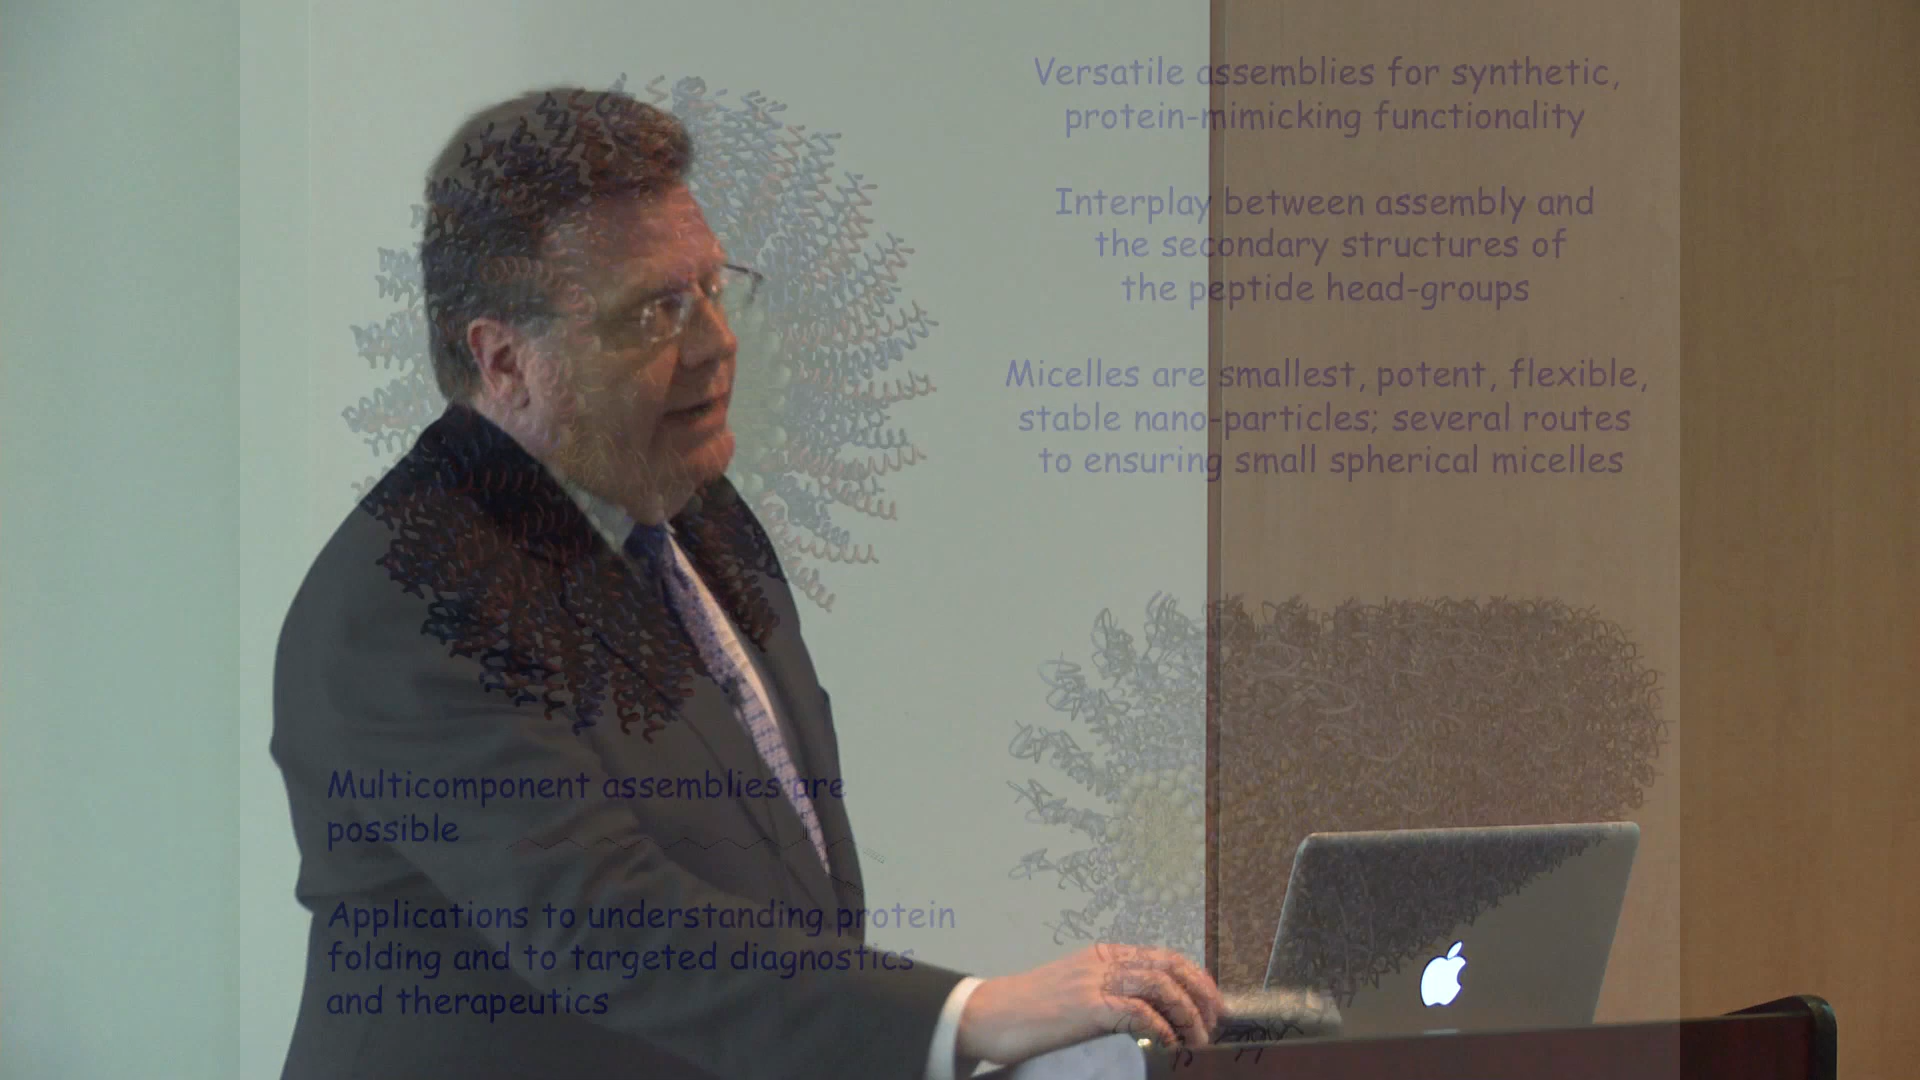 Versatile assemblies for synthetic,
protein-mimicking functionality
Interplay between assembly and
the secondary structures of
the peptide head-groups
Micelles are smallest, potent, flexible,
stable nano-particles; several routes
to ensuring small spherical micelles
Multicomponent assemblies are
possible
Applications to understanding protein
folding and to targeted diagnostics
and therapeutics